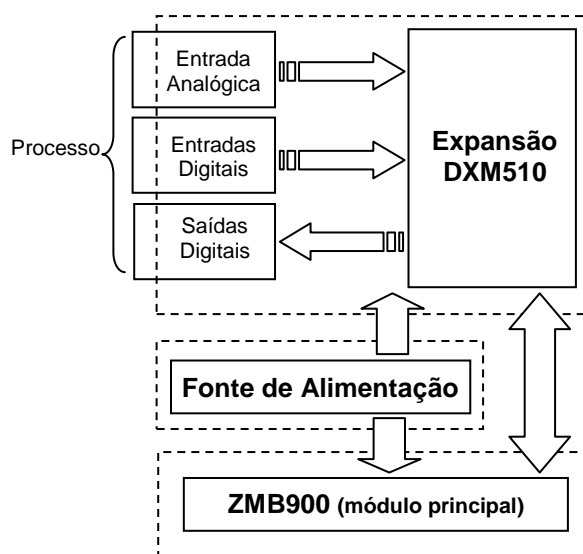 Entrada
Analógica
Processo
Entradas
Digitais
Saídas
Digitais
Expansão
DXM510
Fonte de Alimentação
ZMB900 (módulo principal)